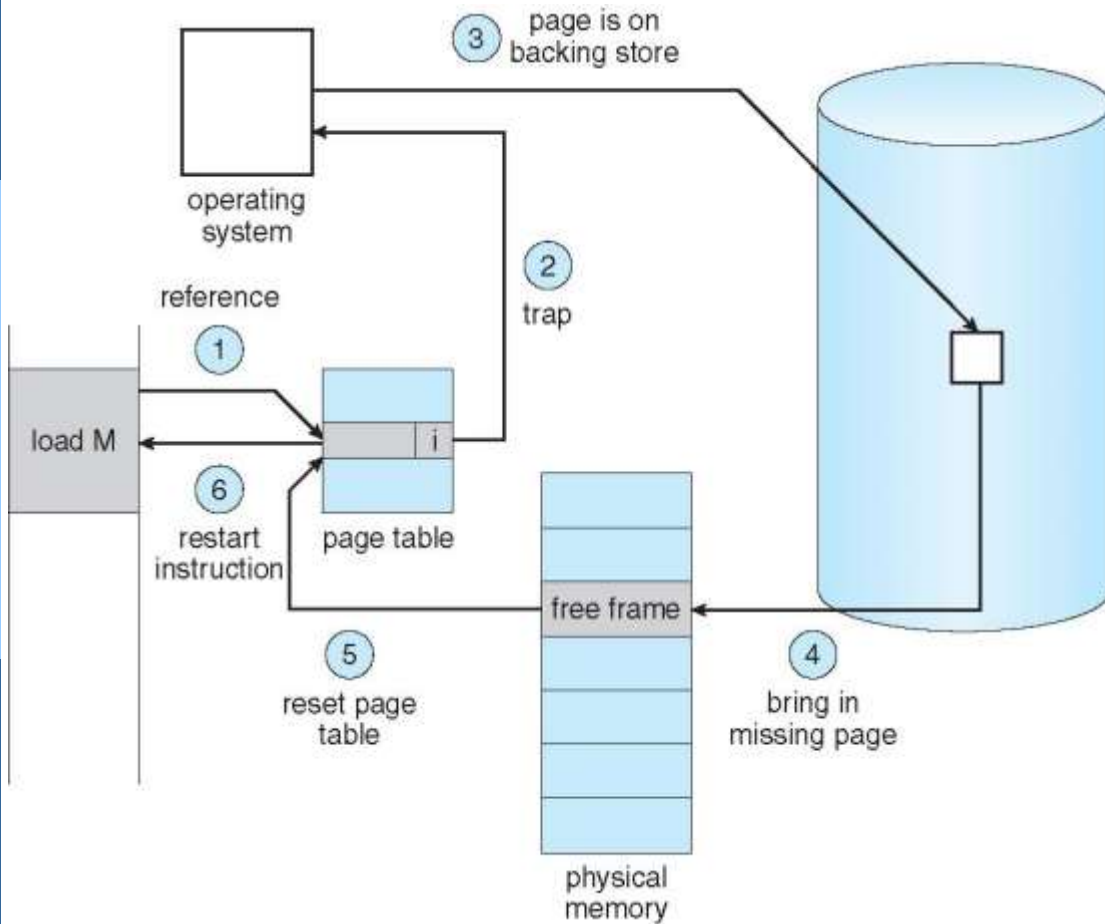 3
page is on
backing store
operating
system
2
trap
reference
1
load M
i
6
restart
instruction
page table
free frame
5
reset page
table
4
bring in
missing page
physical
memory